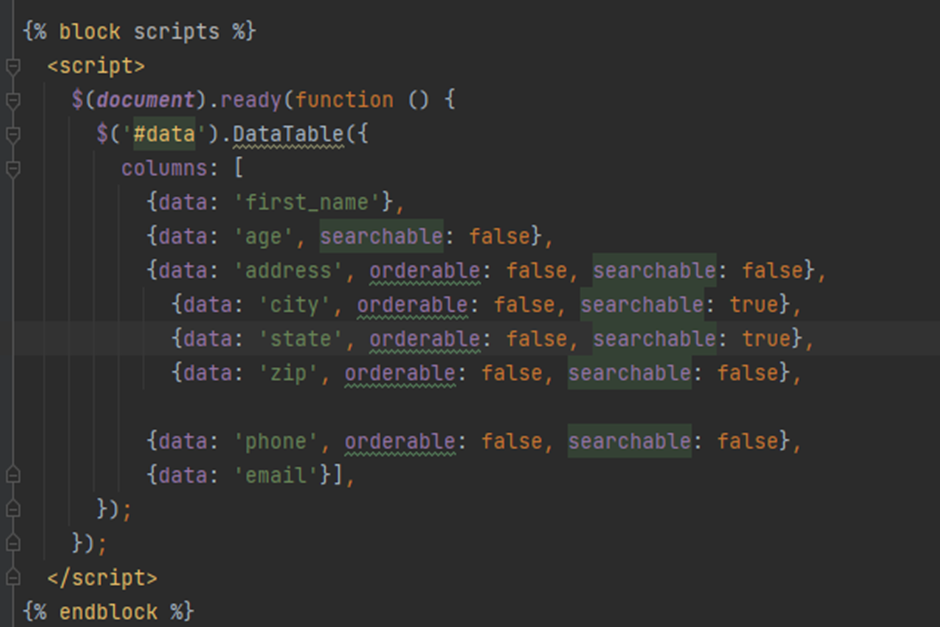 {% block scripts %}
<script>
$(document).ready(function () {
$('#data').DataTable({
columns: [
{data: 'first_name'},
{data: 'age', searchable: false},
{data: 'address', orderable: false, searchable: false},
{data: 'city', orderable: false, searchable: true},
{data: 'state', orderable: false, searchable: true},
{data: 'zip', orderable: false, searchable: false},
{data: 'phone', orderable: false, searchable: false},
{data: 'email'}],
});
});
</script>
{% endblock %}